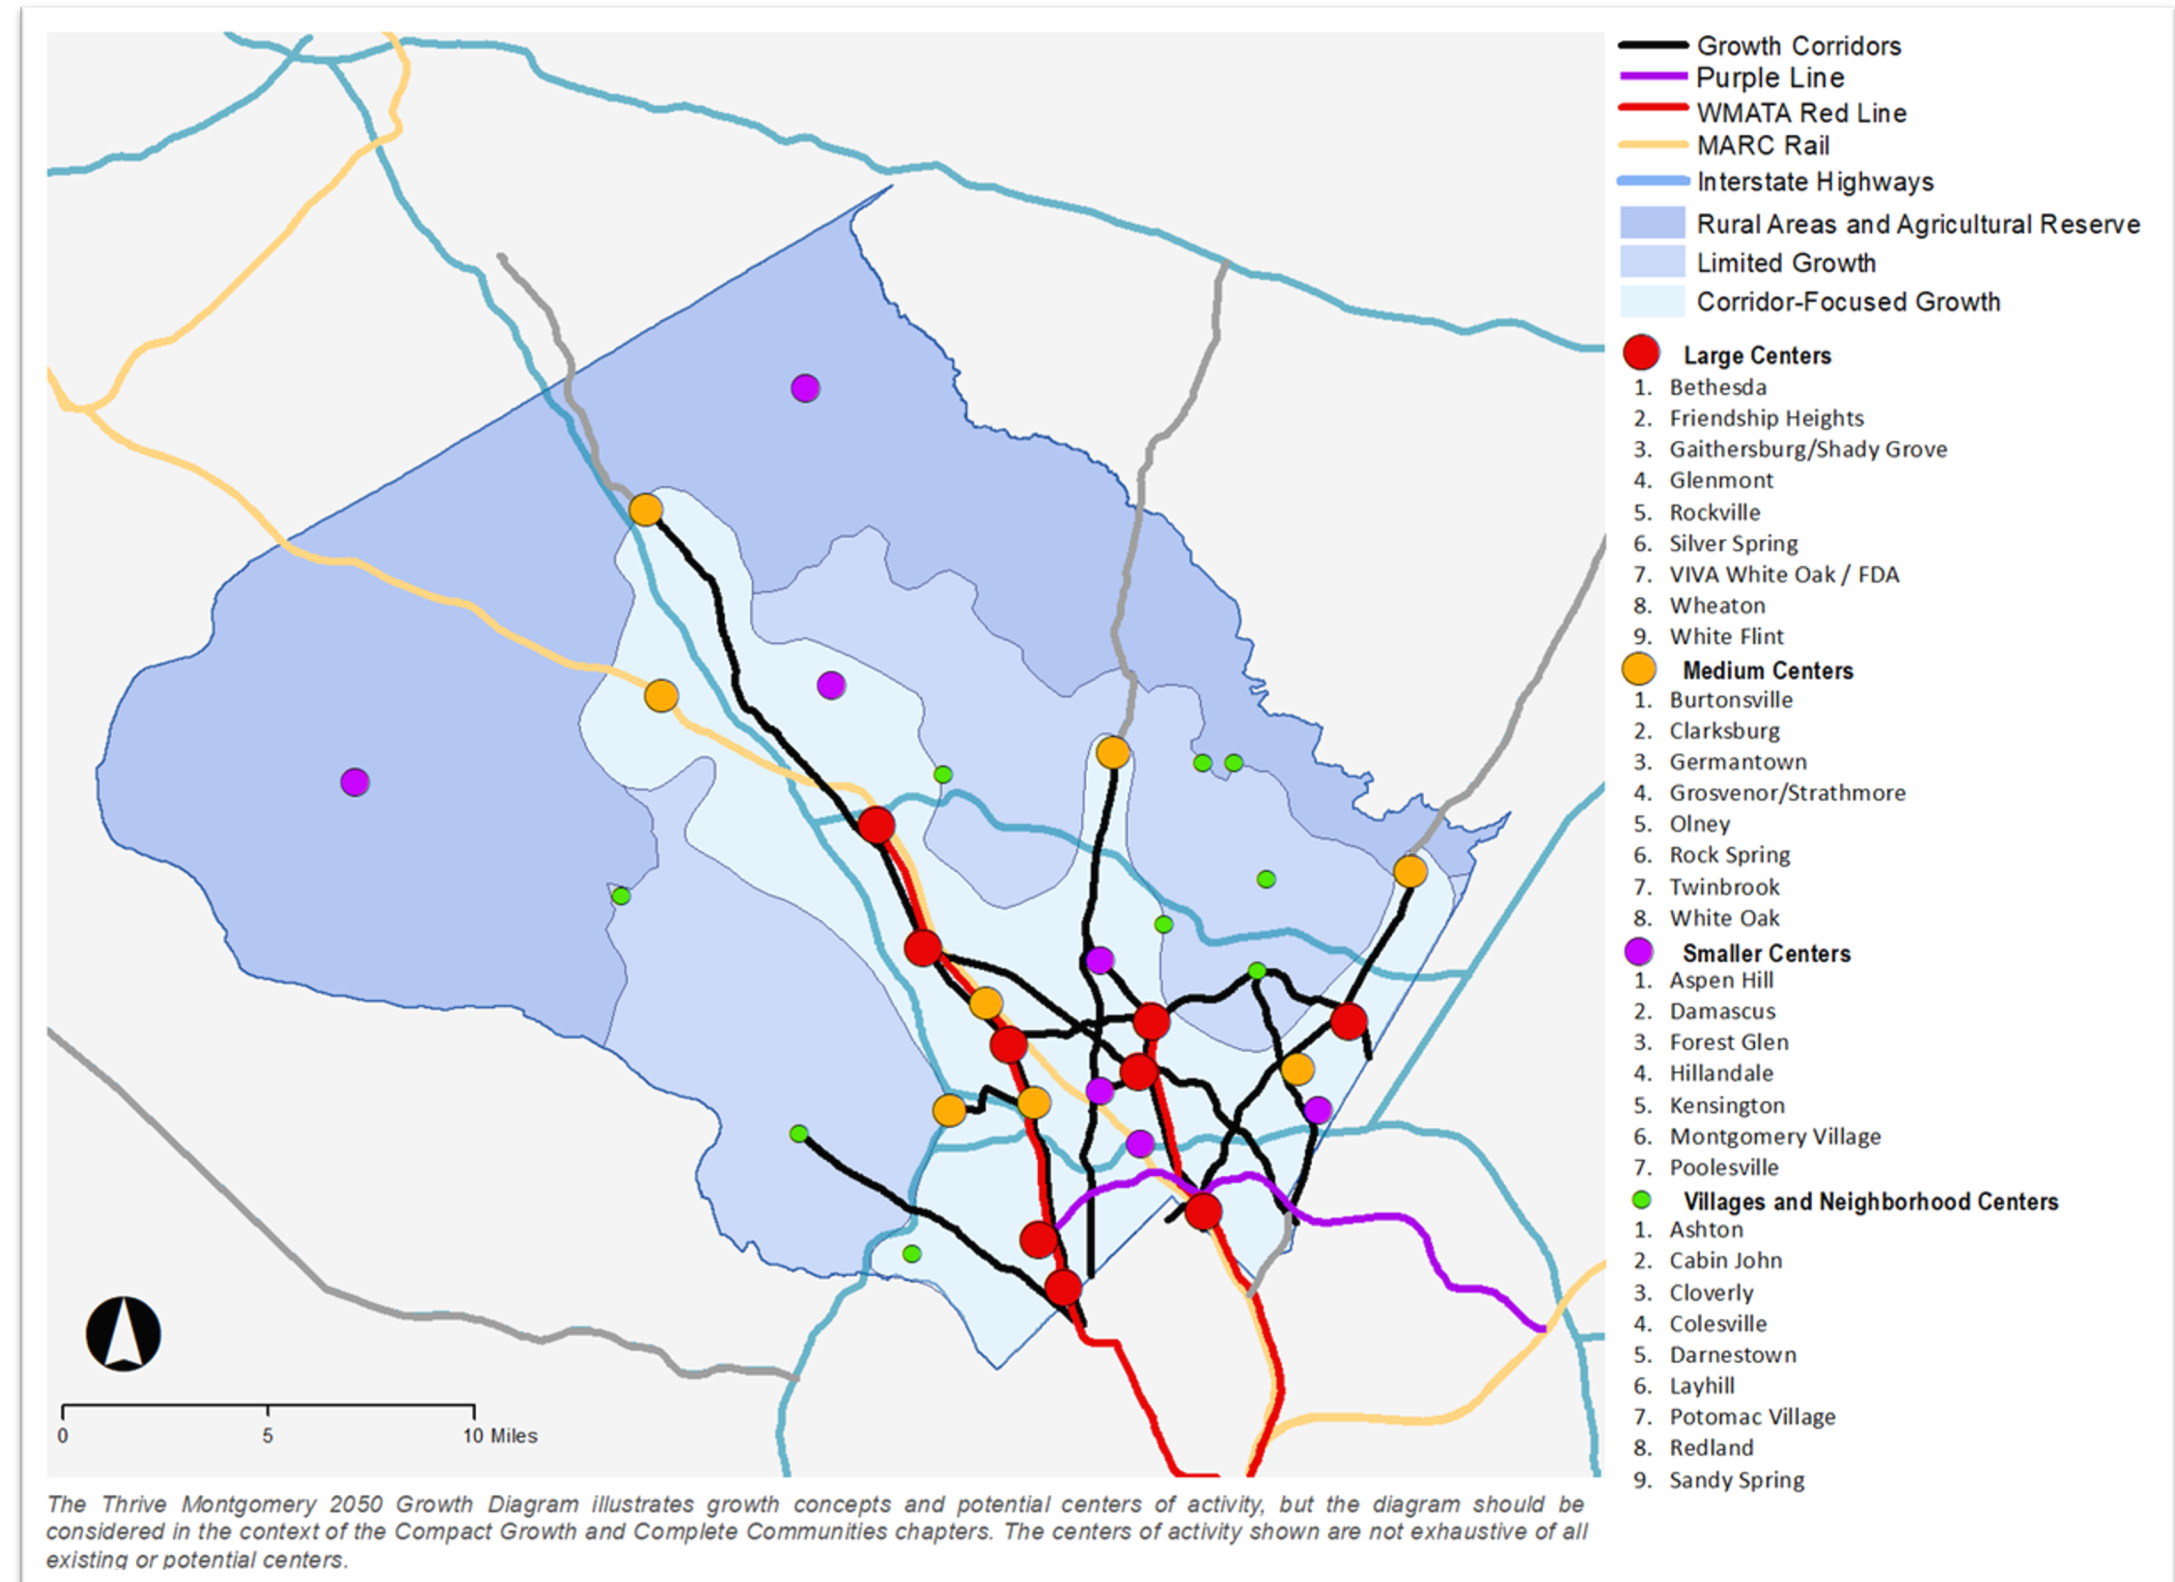 Growth Corridors
Purple Line
WMATA Red Line
MARC Rail
Interstate Highways
Rural Areas and Agricultural Reserve
Limited Growth
Corridor-Focused Growth
Large Centers
1. Bethesda
2. Friendship Heights
3. Gaithersburg/Shady Grove
4. Glenmont
5. Rockville
6. Silver Spring
7. VIVA White Oak / FDA
8. Wheaton
9. White Flint
Medium Centers
1. Burtonsville
2. Clarksburg
3. Germantown
4. Grosvenor/Strathmore
5. Olney
6. Rock Spring
7. Twinbrook
8. White Oak
Smaller Centers
1. Aspen Hill
2. Damascus
3. Forest Glen
4. Hillandale
5. Kensington
6. Montgomery Village
7. Poolesville
Villages and Neighborhood Centers
1. Ashton
2. Cabin John
3. Cloverly
4. Colesville
5. Darnestown
6. Layhill
7. Potomac Village
8. Redland
9. Sandy Spring
0 5 10 Miles
The Thrive Montgomery 2050 Growth Diagram illustrates growth concepts and potential centers of activity, but the diagram should be
considered in the context of the Compact Growth and Complete Communities chapters. The centers of activity shown are not exhaustive of all
existing or potential centers.